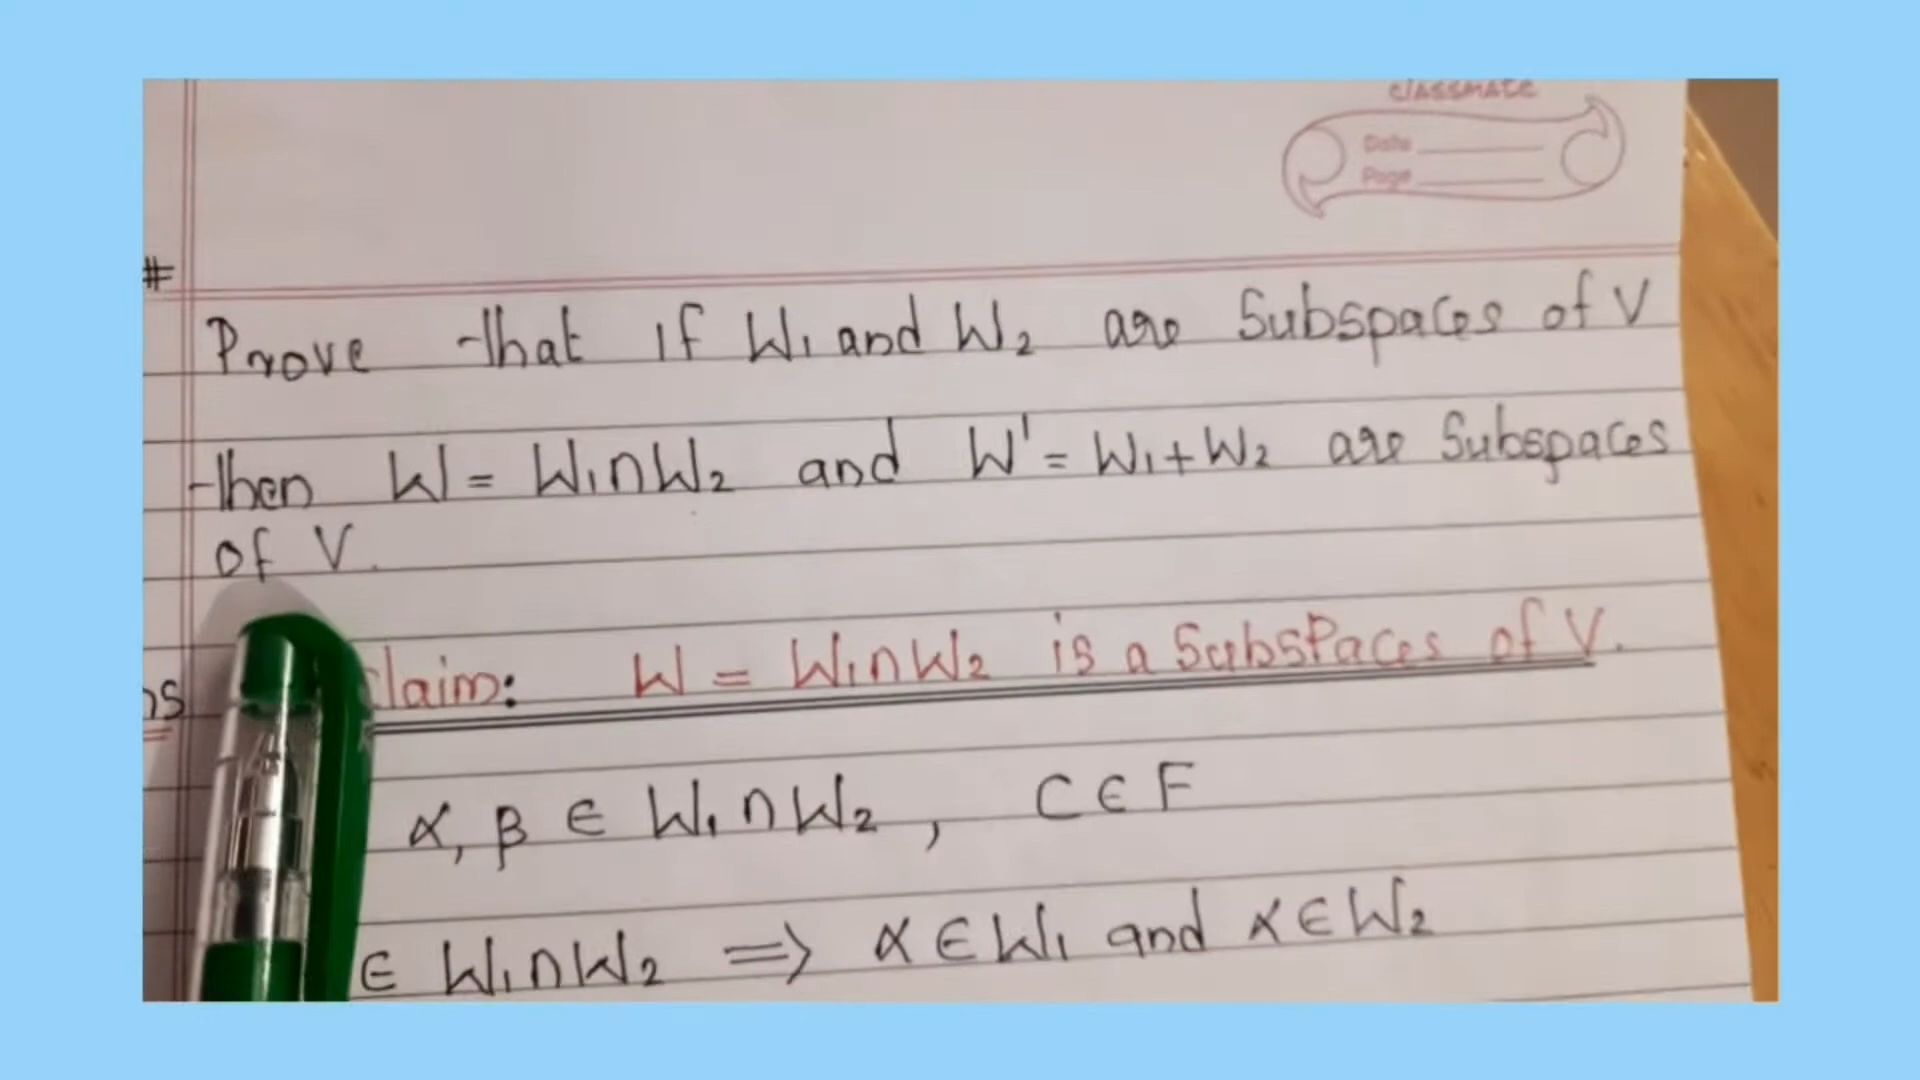 classmate
Date
Page
#
Prove that if W₁ and W₂ are Subspaces of V
then W = W₁∩W₂ and W' = W₁+W₂ are Subspaces
of V.
laim: W = W₁∩W₂ is a SubsPaces of V.
α, β ∈ W₁∩W₂, C∈F
∈ W₁∩W₂ ⇒ α∈W₁ and α∈W₂